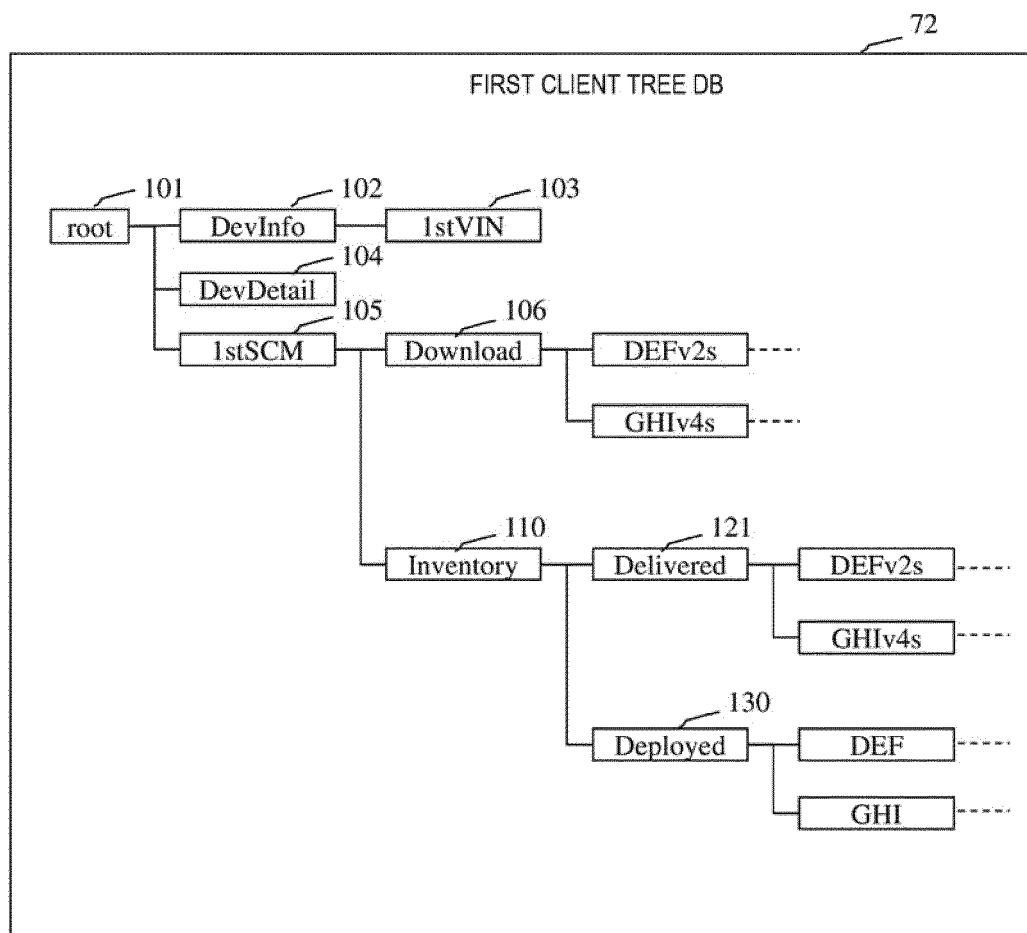 72
FIRST CLIENT TREE DB
101
102
103
root
DevInfo
1stVIN
104
DevDetail
105
106
1stSCM
Download
DEFv2s
GHIv4s
110
121
Inventory
Delivered
DEFv2s
GHIv4s
130
Deployed
DEF
GHI